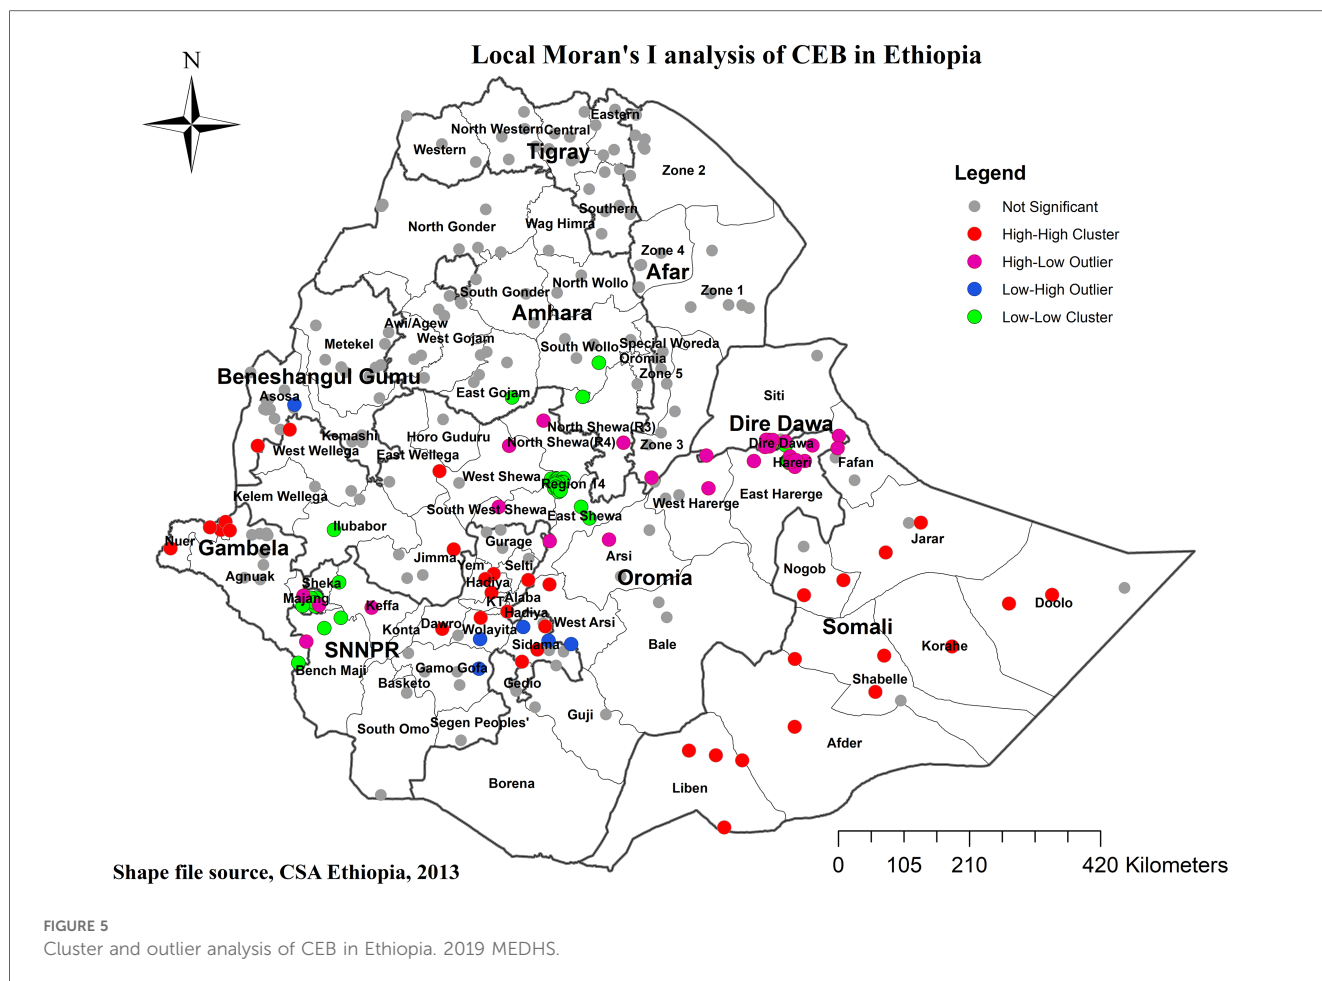 Local Moran's I analysis of CEB in Ethiopia
N
Legend
Not Significant
High-High Cluster
High-Low Outlier
Low-High Outlier
Low-Low Cluster
Eastern
North Western
Central
Western
Tigray
Zone 2
Southern
North Gonder
Wag Himra
Zone 4
Afar
North Wollo
South Gonder
Zone 1
Amhara
Awi/Agew
West Gojam
Metekel
South Wollo
Special Woreda
Oromia
Beneshangul Gumu
Zone 5
Asosa
East Gojam
Siti
Dire Dawa
North Shewa(R3)
Kemashi
Horo Guduru
North Shewa(R4)
Zone 3
Dire Dawa
West Wellega
East Wellega
Hareri
Fafan
West Shewa
Region 14
Kelem Wellega
East Harerge
West Harerge
South West Shewa
East Shewa
Ilubabor
Nuer
Gambela
Gurage
Jarar
Jimma
Arsi
Yem
Selti
Nogob
Agnuak
Oromia
Sheka
Hadiya
Majang
KT
Alaba
Doolo
Keffa
Hadiya
Konta
Dawro
Wolayita
West Arsi
Somali
Sidama
Bale
Korahe
SNNPR
Bench Maji
Gamo Gofa
Shabelle
Basketo
Gedio
Guji
South Omo
Segen Peoples'
Afder
Borena
Liben
0 105 210 420 Kilometers
Shape file source, CSA Ethiopia, 2013
FIGURE 5
Cluster and outlier analysis of CEB in Ethiopia. 2019 MEDHS.